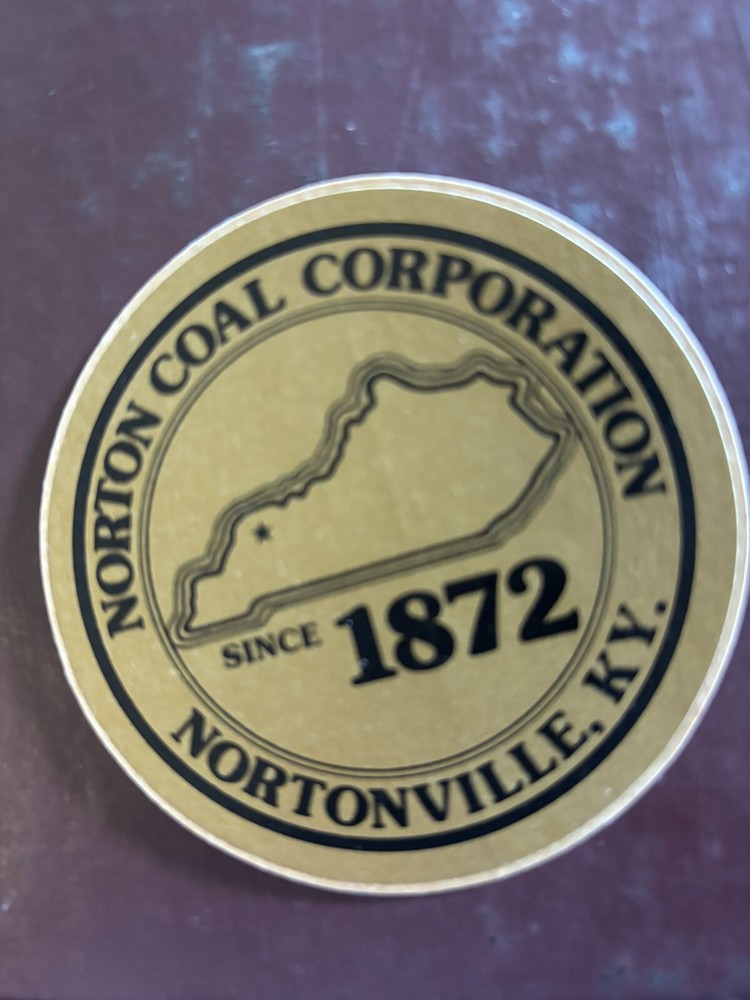 NORTON COAL CORPORATION
SINCE 1872
NORTONVILLE, KY.